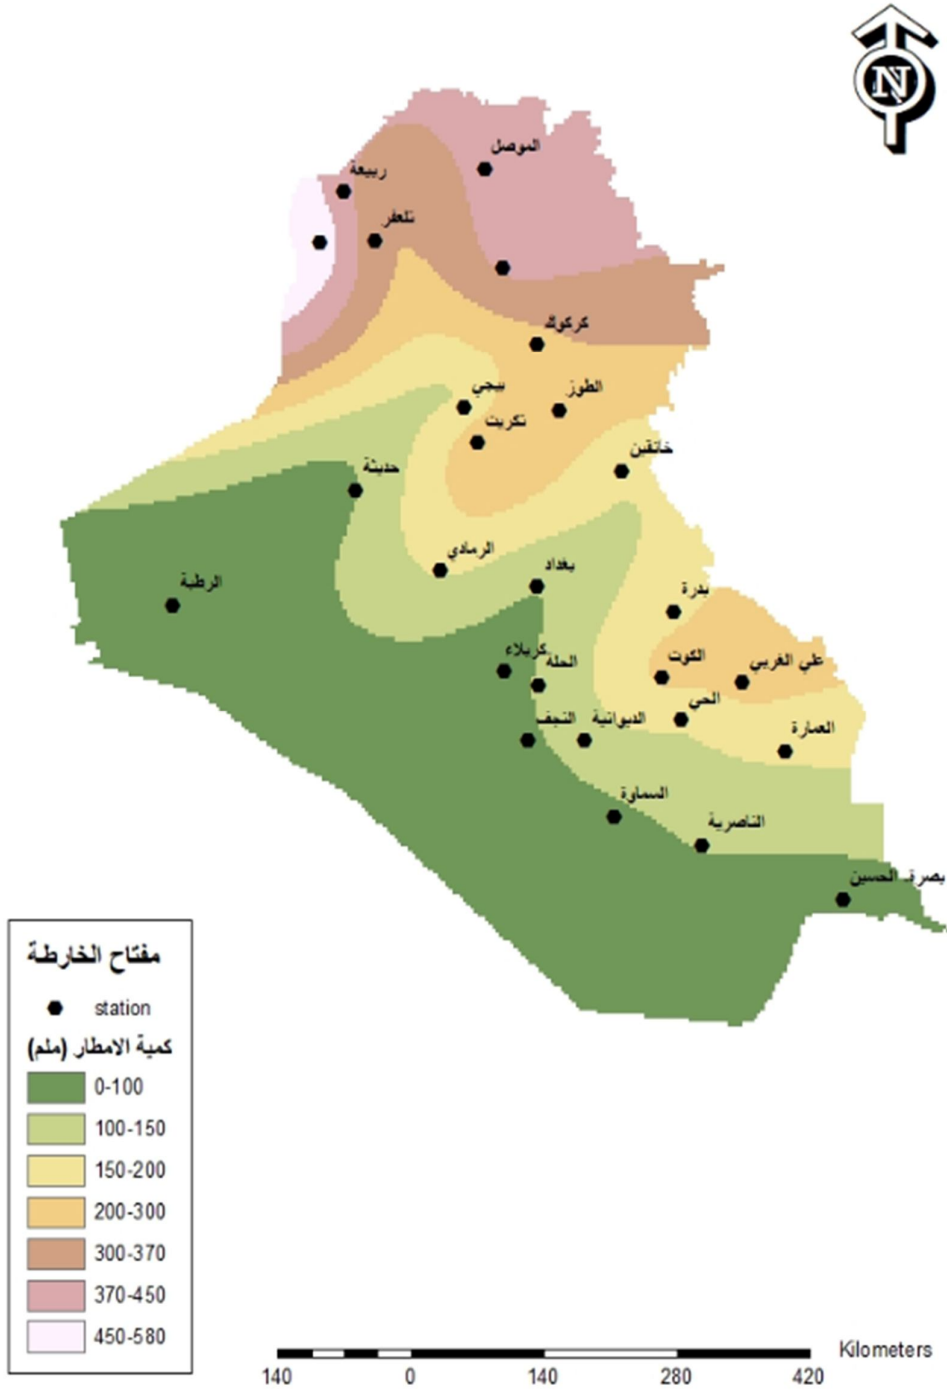 N
الموصل
ربيعة
تلعفر
كركوك
بيجي
الطوز
تكريت
خانقين
حديثة
الرمادي
بغداد
الرطبة
بدرة
كربلاء
الحلة
الكوت
علي الغربي
الحي
النجف
الديوانية
العمارة
السماوة
الناصرية
بصرة_الحسين
مفتاح الخارطة
station
كمية الامطار (ملم)
0-100
100-150
150-200
200-300
300-370
370-450
450-580
Kilometers
140 0 140 280 420